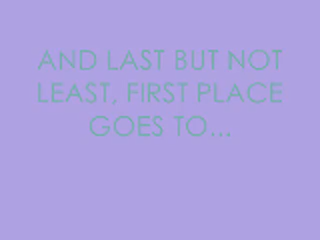 AND LAST BUT NOT
LEAST, FIRST PLACE
GOES TO...